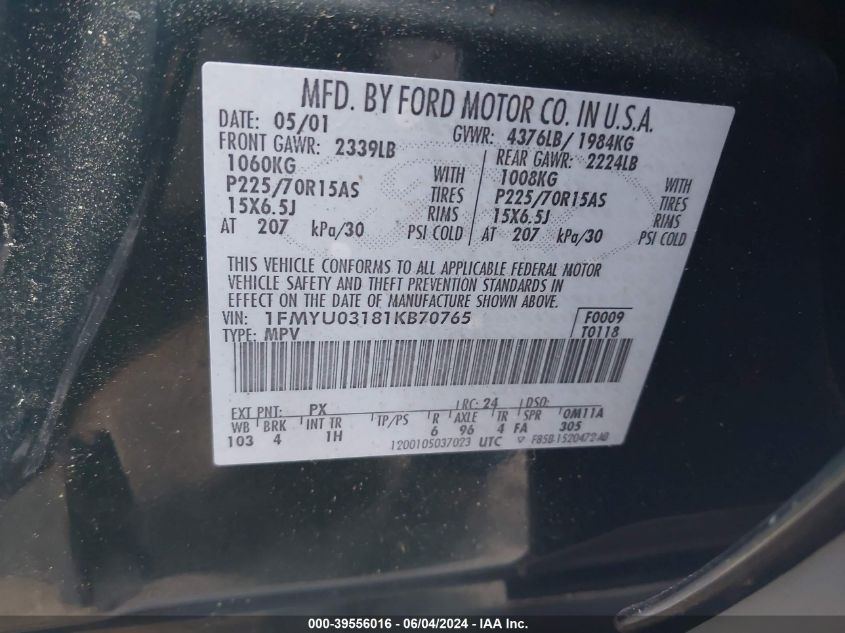 MFD. BY FORD MOTOR CO. IN U.S.A.
DATE: 05/01 GVWR: 4376LB/ 1984KG
FRONT GAWR: 2339LB REAR GAWR: 2224LB
1060KG WITH 1008KG WITH
P225/70R15AS TIRES P225/70R15AS TIRES
15X6.5J RIMS 15X6.5J RIMS
AT 207 kPa/30 PSI COLD AT 207 kPa/30 PSI COLD
THIS VEHICLE CONFORMS TO ALL APPLICABLE FEDERAL MOTOR
VEHICLE SAFETY AND THEFT PREVENTION STANDARDS IN
EFFECT ON THE DATE OF MANUFACTURE SHOWN ABOVE.
VIN: 1FMYU03181KB70765 F0009
TYPE: MPV T0118
EXT PNT: PX RC: 24 DSO:
WB BRK INT TR TP/PS R AXLE TR SPR 0M11A
103 4 1H 6 96 4 FA 305
1200105037023 UTC ▽ F85B-1520472-AD
000-39556016 - 06/04/2024 - IAA Inc.